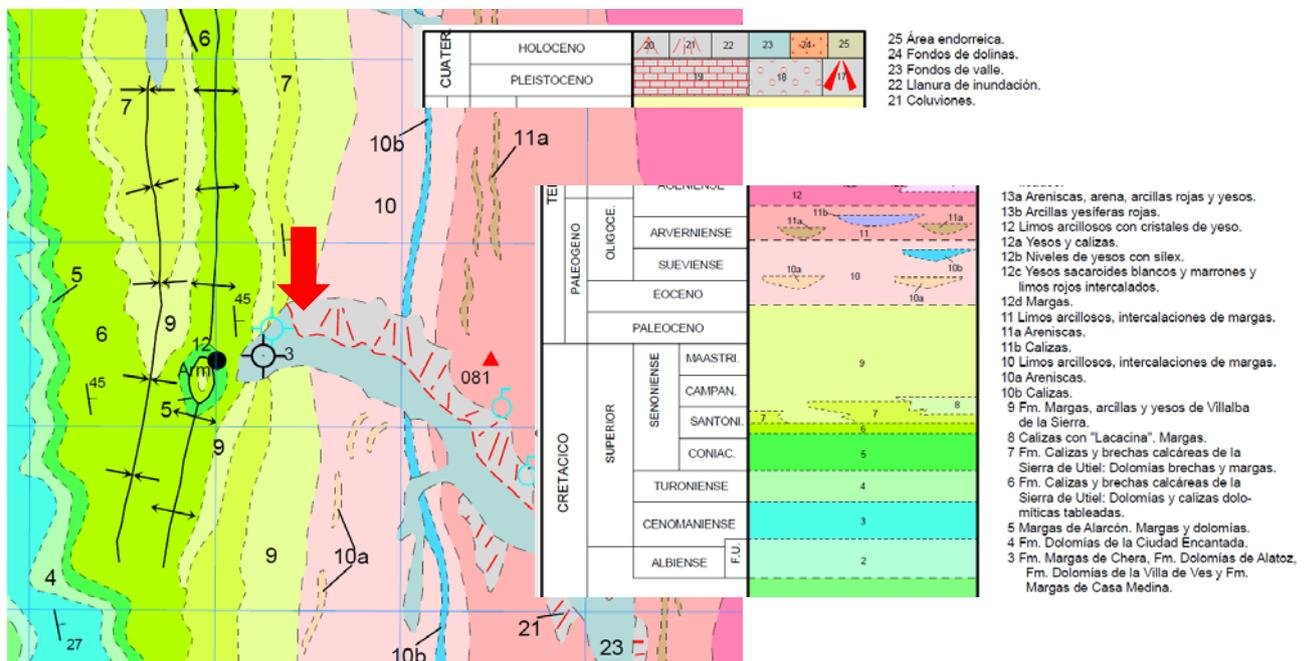 6
7
7
10b
11a
10
5
6
45
9
12
Arm
3
45
5
9
081
10a
9
4
27
10b
21
23
CUATER.
HOLOCENO
PLEISTOCENO
20
21
22
23
24
25
19
18
17
25 Área endorreica.
24 Fondos de dolinas.
23 Fondos de valle.
22 Llanura de inundación.
21 Coluviones.
PALEOGENO
OLIGOCE.
ARVERNIENSE
SUEVIENSE
EOCENO
PALEOCENO
CRETACICO
SUPERIOR
SENONIENSE
MAASTRI.
CAMPAN.
SANTONI.
CONIAC.
TURONIENSE
CENOMANIENSE
ALBIENSE
F.U.
12
11b
11a
11a
11
10b
10a
10
10a
9
8
7
7
6
5
4
3
2
13a Areniscas, arena, arcillas rojas y yesos.
13b Arcillas yesíferas rojas.
12 Limos arcillosos con cristales de yeso.
12a Yesos y calizas.
12b Niveles de yesos con sílex.
12c Yesos sacaroides blancos y marrones y
limos rojos intercalados.
12d Margas.
11 Limos arcillosos, intercalaciones de margas.
11a Areniscas.
11b Calizas.
10 Limos arcillosos, intercalaciones de margas.
10a Areniscas.
10b Calizas.
9 Fm. Margas, arcillas y yesos de Villalba
de la Sierra.
8 Calizas con "Lacacina". Margas.
7 Fm. Calizas y brechas calcáreas de la
Sierra de Utiel: Dolomías brechas y margas.
6 Fm. Calizas y brechas calcáreas de la
Sierra de Utiel: Dolomías y calizas dolo-
míticas tableadas.
5 Margas de Alarcón. Margas y dolomías.
4 Fm. Dolomías de la Ciudad Encantada.
3 Fm. Margas de Chera, Fm. Dolomías de Alatoz,
Fm. Dolomías de la Villa de Ves y Fm.
Margas de Casa Medina.